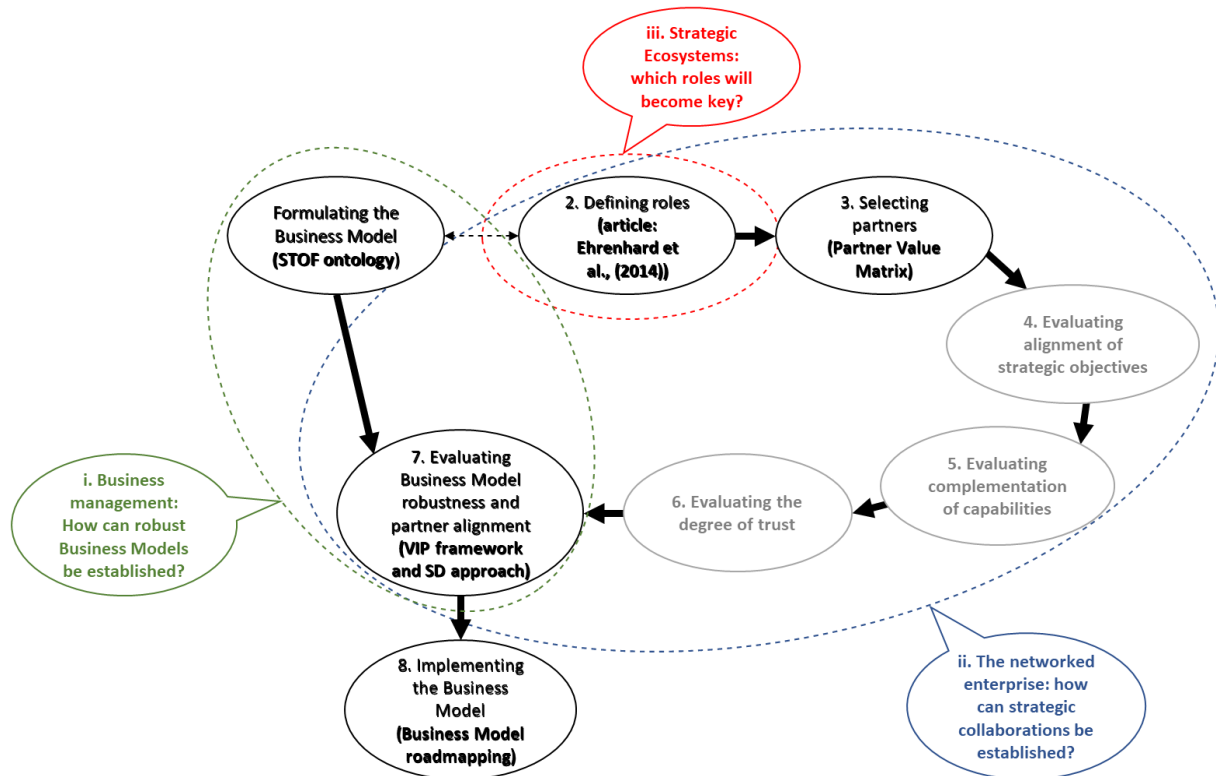 iii. Strategic
Ecosystems:
which roles will
become key?
Formulating the
Business Model
(STOF ontology)
2. Defining roles
(article:
Ehrenhard et
al., (2014))
3. Selecting
partners
(Partner Value
Matrix)
4. Evaluating
alignment of
strategic objectives
5. Evaluating
complementation
of capabilities
6. Evaluating the
degree of trust
7. Evaluating
Business Model
robustness and
partner alignment
(VIP framework
and SD approach)
i. Business
management:
How can robust
Business Models
be established?
8. Implementing
the Business
Model
(Business Model
roadmapping)
ii. The networked
enterprise: how
can strategic
collaborations be
established?